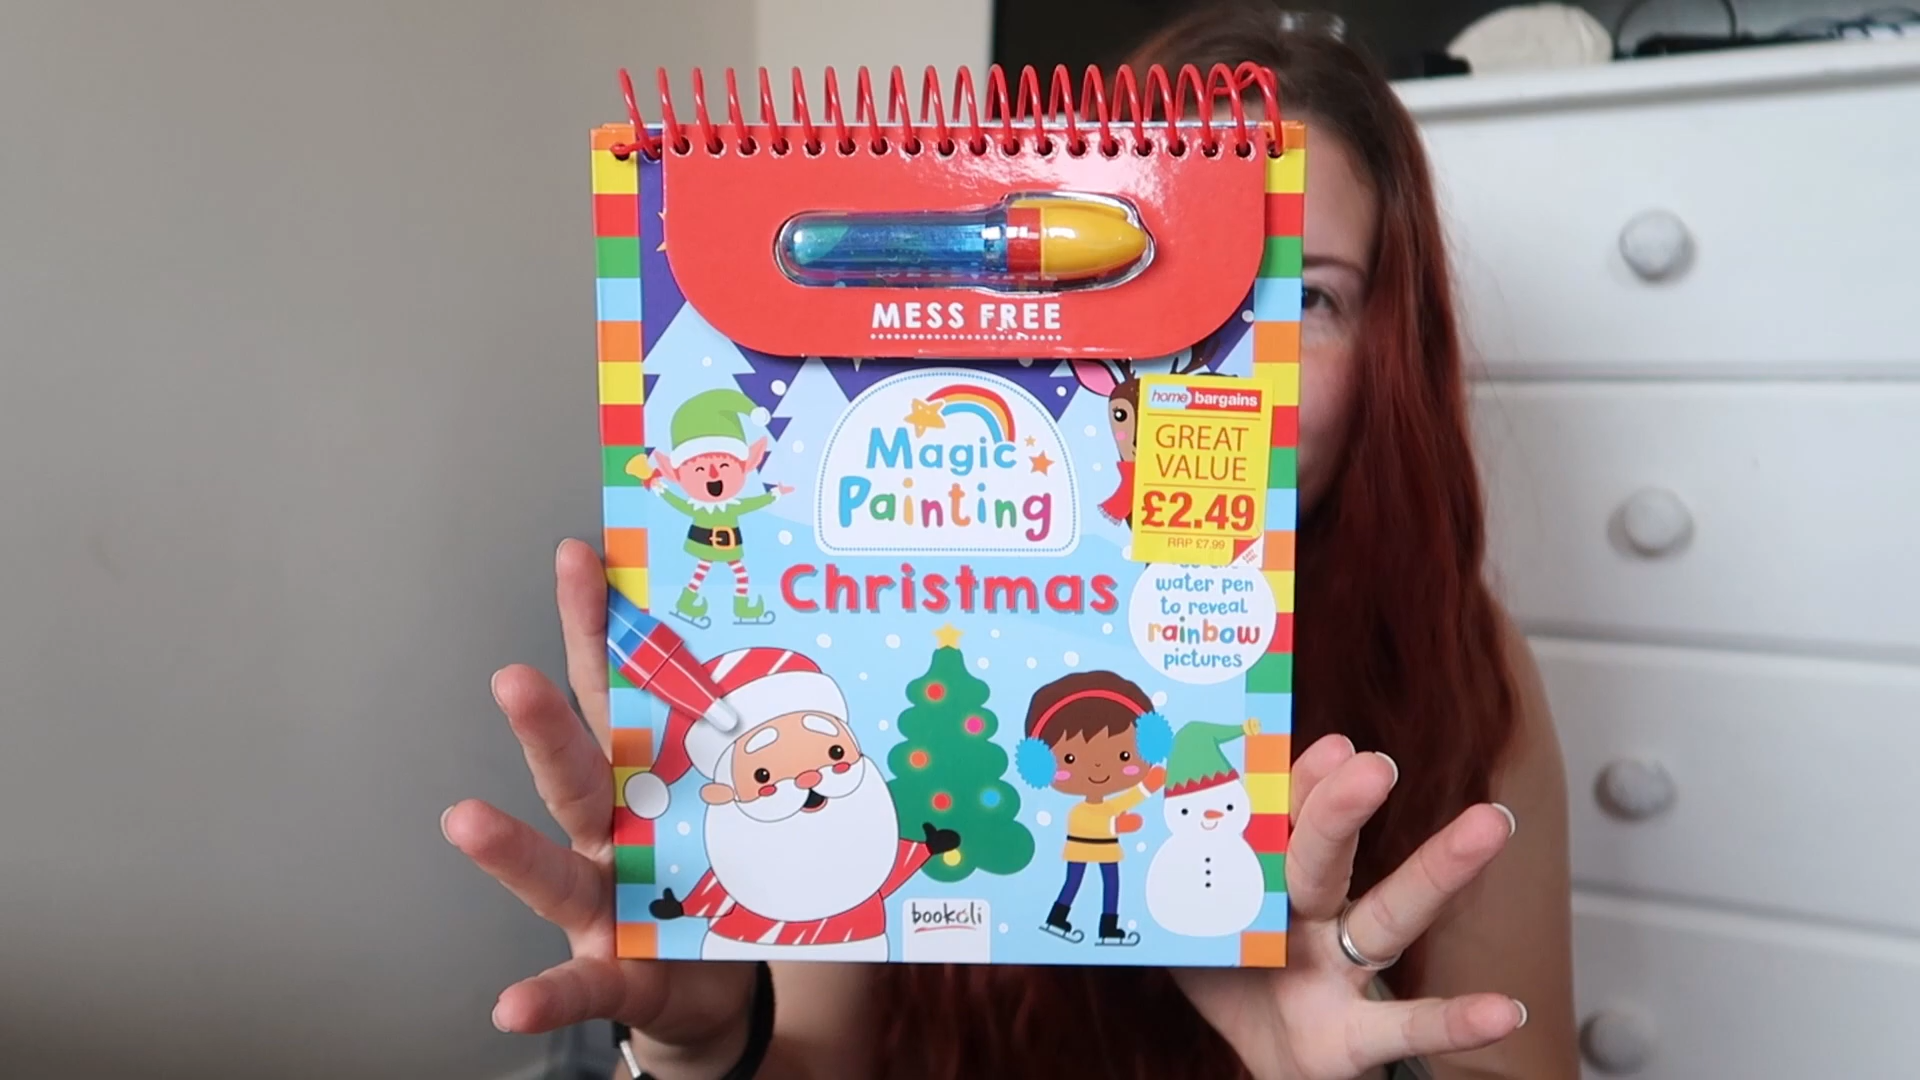 MESS FREE
Magic
Painting
Christmas
home bargains
GREAT
VALUE
£2.49
RRP £7.99
water pen
to reveal
rainbow
pictures
bookoli